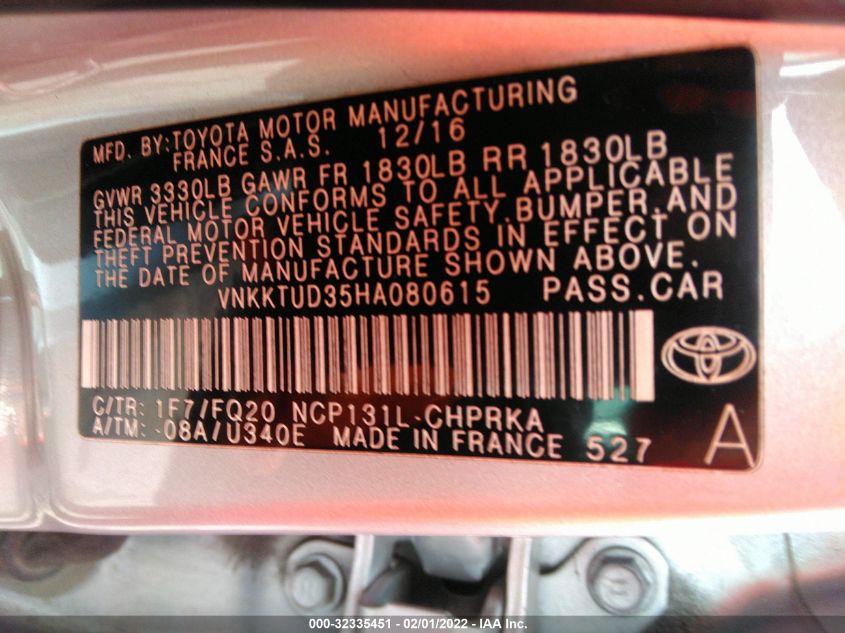 MFD. BY:TOYOTA MOTOR MANUFACTURING
FRANCE S.A.S. 12/16
GVWR 3330LB GAWR FR 1830LB RR 1830LB
THIS VEHICLE CONFORMS TO ALL APPLICABLE
FEDERAL MOTOR VEHICLE SAFETY,BUMPER,AND
THEFT PREVENTION STANDARDS IN EFFECT ON
THE DATE OF MANUFACTURE SHOWN ABOVE.
VNKKTUD35HA080615 PASS.CAR
C/TR: 1F7/FQ20 NCP131L-CHPRKA
A/TM: -08A/U340E MADE IN FRANCE 527
A
000-32335451 - 02/01/2022 - IAA Inc.